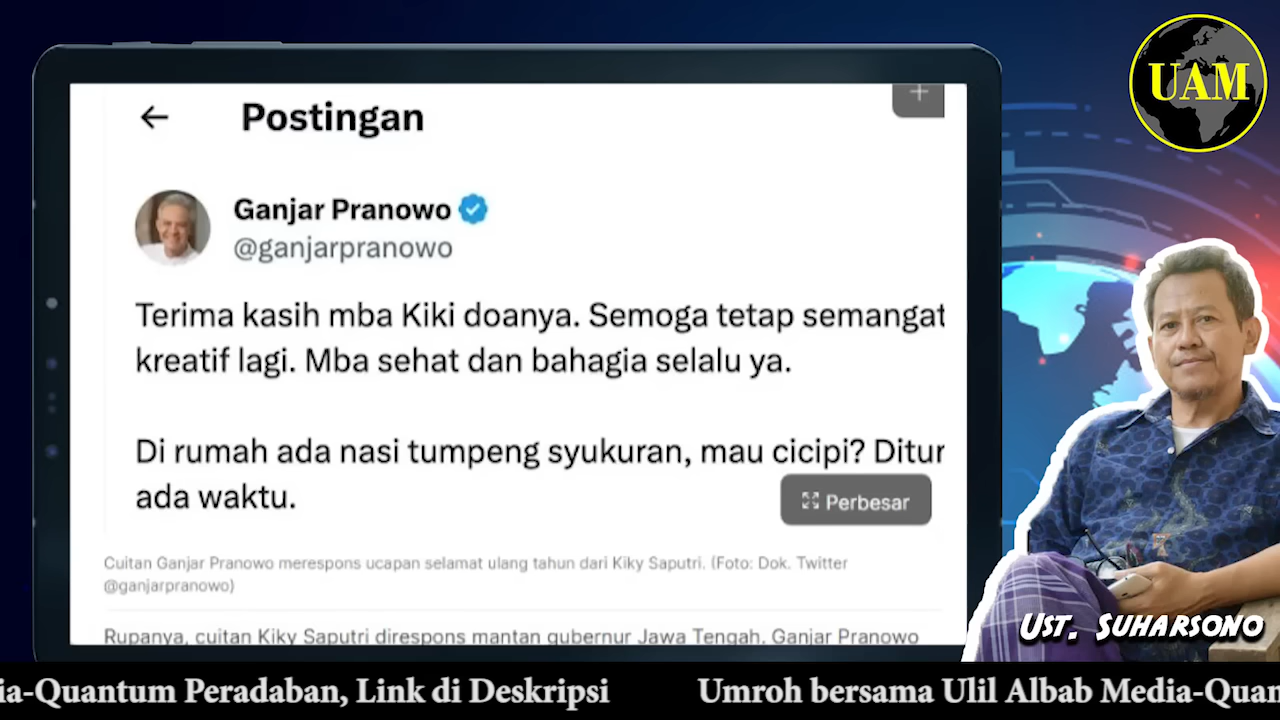 UAM
Postingan
Ganjar Pranowo
@ganjarpranowo
Terima kasih mba Kiki doanya. Semoga tetap semangat
kreatif lagi. Mba sehat dan bahagia selalu ya.
Di rumah ada nasi tumpeng syukuran, mau cicipi? Ditun
ada waktu.
Perbesar
Cuitan Ganjar Pranowo merespons ucapan selamat ulang tahun dari Kiky Saputri. (Foto: Dok. Twitter
@ganjarpranowo)
Rupanya, cuitan Kiky Saputri direspons mantan gubernur Jawa Tengah, Ganjar Pranowo
Ust. Suharsono
ia-Quantum Peradaban, Link di Deskripsi Umroh bersama Ulil Albab Media-Quan